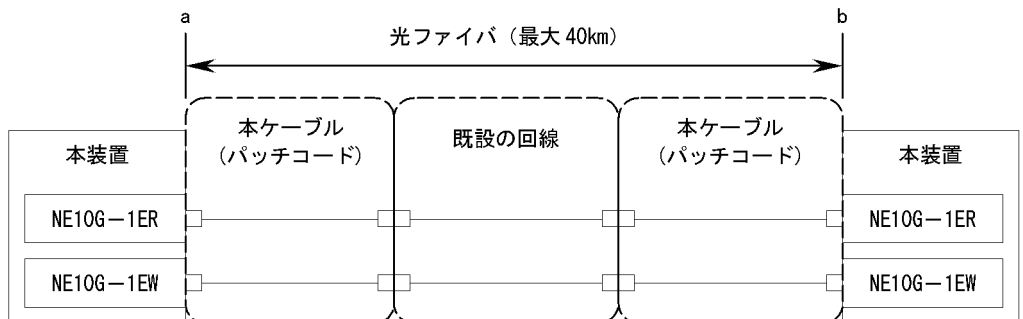 a
b
光ファイバ（最大 40km）
本ケーブル
（パッチコード）
既設の回線
本ケーブル
（パッチコード）
本装置
本装置
NE10G－1ER
NE10G－1ER
NE10G－1EW
NE10G－1EW